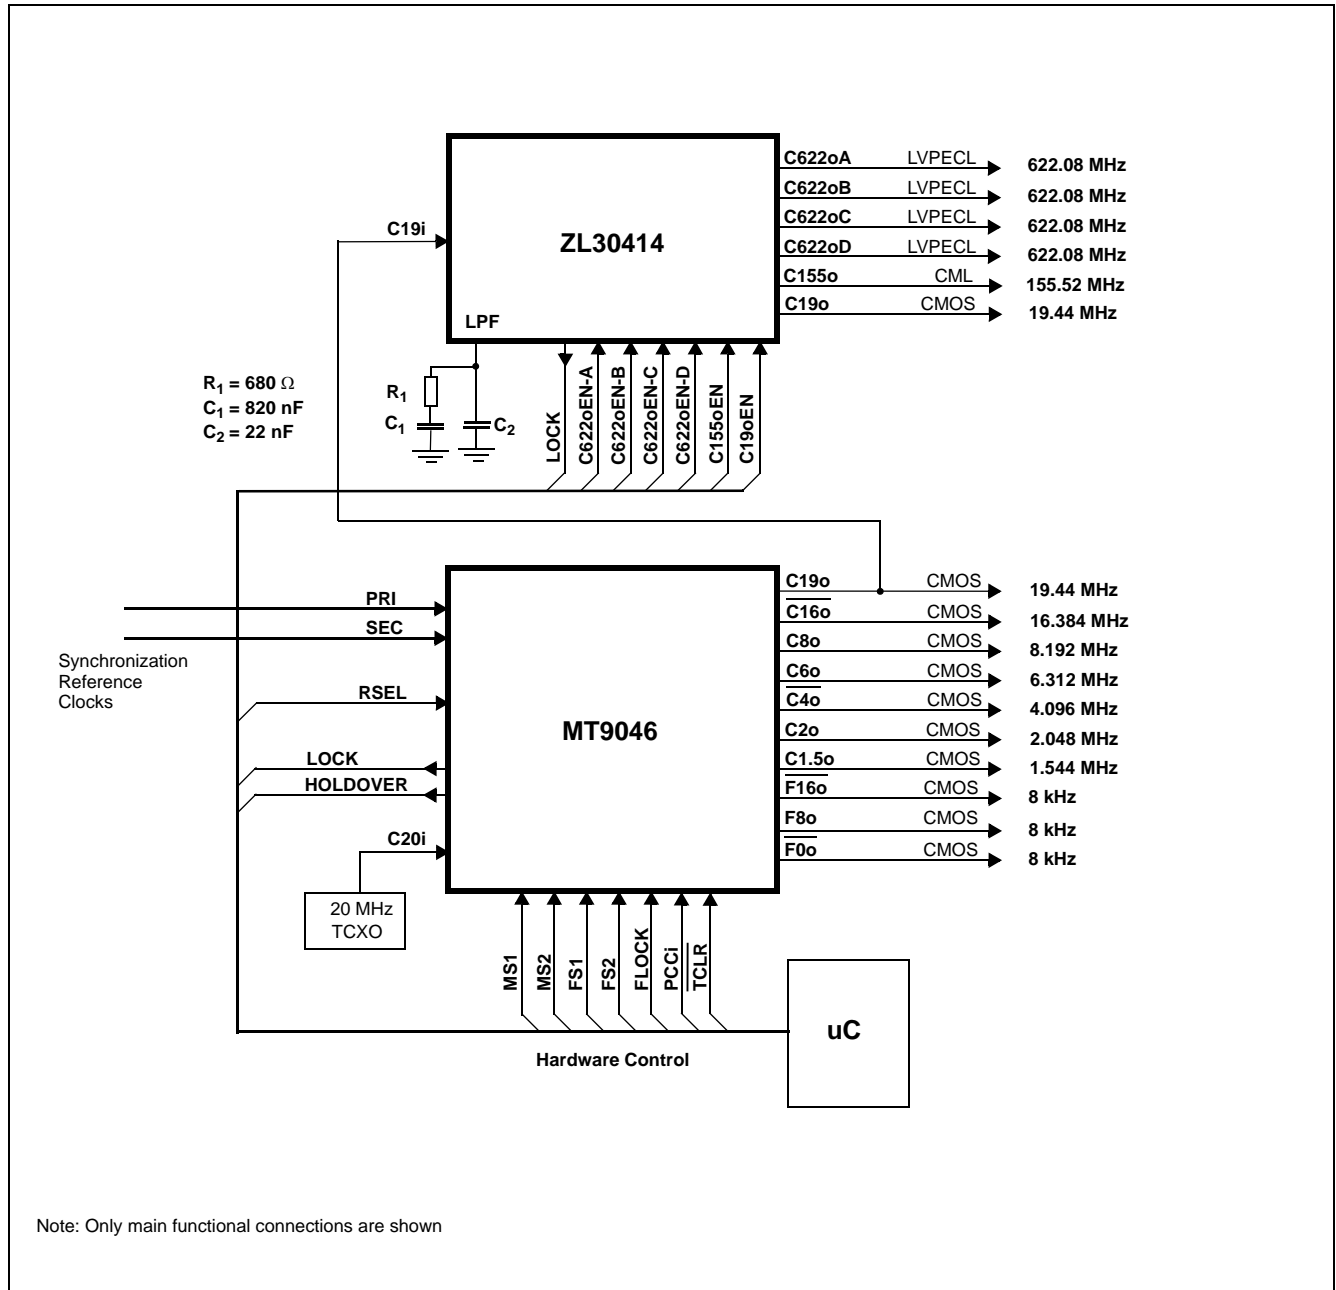 C622oA LVPECL 622.08 MHz
C622oB LVPECL 622.08 MHz
C622oC LVPECL 622.08 MHz
C622oD LVPECL 622.08 MHz
C155o CML 155.52 MHz
C19o CMOS 19.44 MHz
C19i
ZL30414
LPF
R1 = 680 Ω
C1 = 820 nF
C2 = 22 nF
R1
C1
C2
LOCK
C622oEN-A
C622oEN-B
C622oEN-C
C622oEN-D
C155oEN
C19oEN
PRI
SEC
Synchronization
Reference
Clocks
RSEL
LOCK
HOLDOVER
C20i
20 MHz
TCXO
MT9046
C19o CMOS 19.44 MHz
C16o CMOS 16.384 MHz
C8o CMOS 8.192 MHz
C6o CMOS 6.312 MHz
C4o CMOS 4.096 MHz
C2o CMOS 2.048 MHz
C1.5o CMOS 1.544 MHz
F16o CMOS 8 kHz
F8o CMOS 8 kHz
F0o CMOS 8 kHz
MS1
MS2
FS1
FS2
FLOCK
PCCi
TCLR
uC
Hardware Control
Note: Only main functional connections are shown